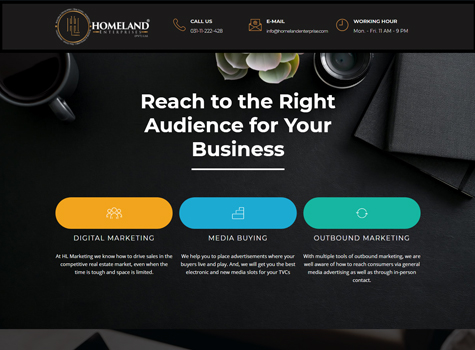 HOMELAND
ENTERPRISES
CALL US
031-11-222-428
E-MAIL
info@homelandenterprise.com
WORKING HOUR
Mon. - Fri. 11 AM - 9 PM
Reach to the Right
Audience for Your
Business
DIGITAL MARKETING
At HL Marketing we know how to drive sales in the
competitive real estate market, even when the
time is tough and space is limited.
MEDIA BUYING
We help you to place advertisements where your
buyers live and play. And, we will get you the best
electronic and new media slots for your TVCs
OUTBOUND MARKETING
With multiple tools of outbound marketing, we are
well aware of how to reach consumers via general
media advertising as well as through in-person
contact.